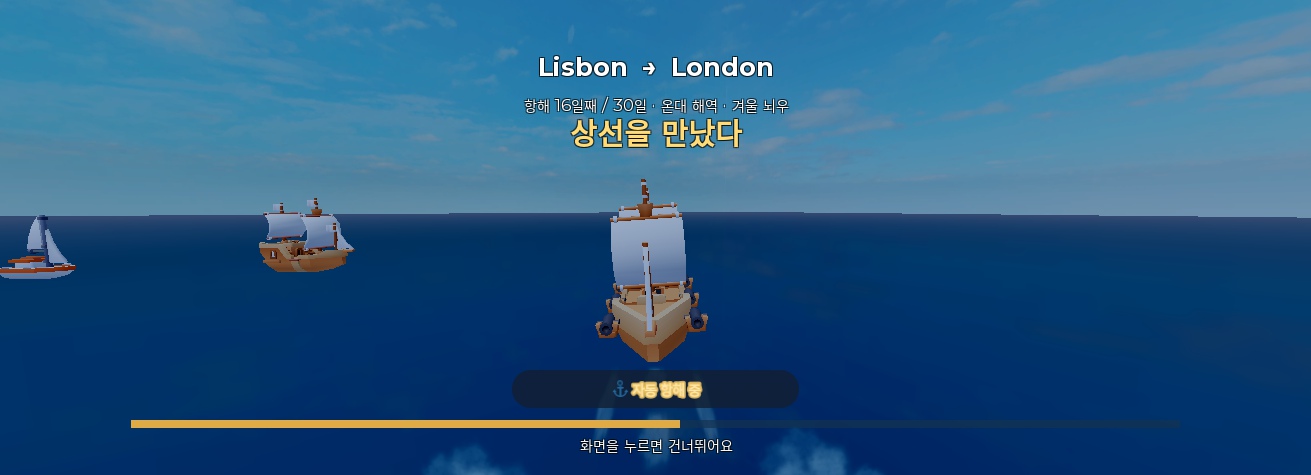 Lisbon → London
항해 16일째 / 30일 · 온대 해역 · 겨울 뇌우
상선을 만났다
자동 항해 중
화면을 누르면 건너뛰어요